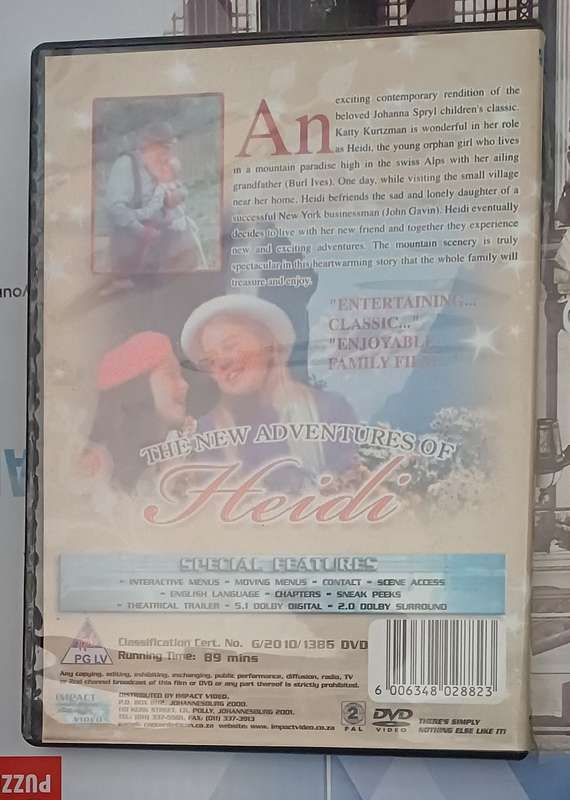 An
exciting contemporary rendition of the
beloved Johanna Spryl children's classic.
Katty Kurtzman is wonderful in her role
as Heidi, the young orphan girl who lives
in a mountain paradise high in the swiss Alps with her ailing
grandfather (Burl Ives). One day, while visiting the small village
near her home. Heidi befriends the sad and lonely daughter of a
successful New York businessman (John Gavin). Heidi eventually
decides to live with her new friend and together they experience
new and exciting adventures. The mountain scenery is truly
spectacular in this heartwarming story that the whole family will
treasure and enjoy.
"ENTERTAINING...
CLASSIC..."
"ENJOYABLE
FAMILY FILM
THE NEW ADVENTURES OF
Heidi
SPECIAL FEATURES
- INTERACTIVE MENUS - MOVING MENUS - CONTACT - SCENE ACCESS
- ENGLISH LANGUAGE - CHAPTERS - SNEAK PEEKS
- THEATRICAL TRAILER - 5.1 DOLBY DIGITAL - 2.0 DOLBY SURROUND
PG LV
Classification Cert. No. 6/2010/1386 DVD
Running Time: 89 mins
Any copying, editing, exhibiting, exchanging, public performance, diffusion, radio, TV
or Real channel broadcast of this film or DVD or any part thereof is strictly prohibited.
IMPACT
VIDEO
DISTRIBUTED BY IMPACT VIDEO.
JOHANNESBURG 2000.
KERK STREET, CR. POLLY, JOHANNESBURG 2001.
FAX, (011) 337-3913
www.impactvideo.co.za
2
PAL
DVD
VIDEO
THERE'S SIMPLY
NOTHING ELSE LIKE IT!
6 006348 028823
PUZZ